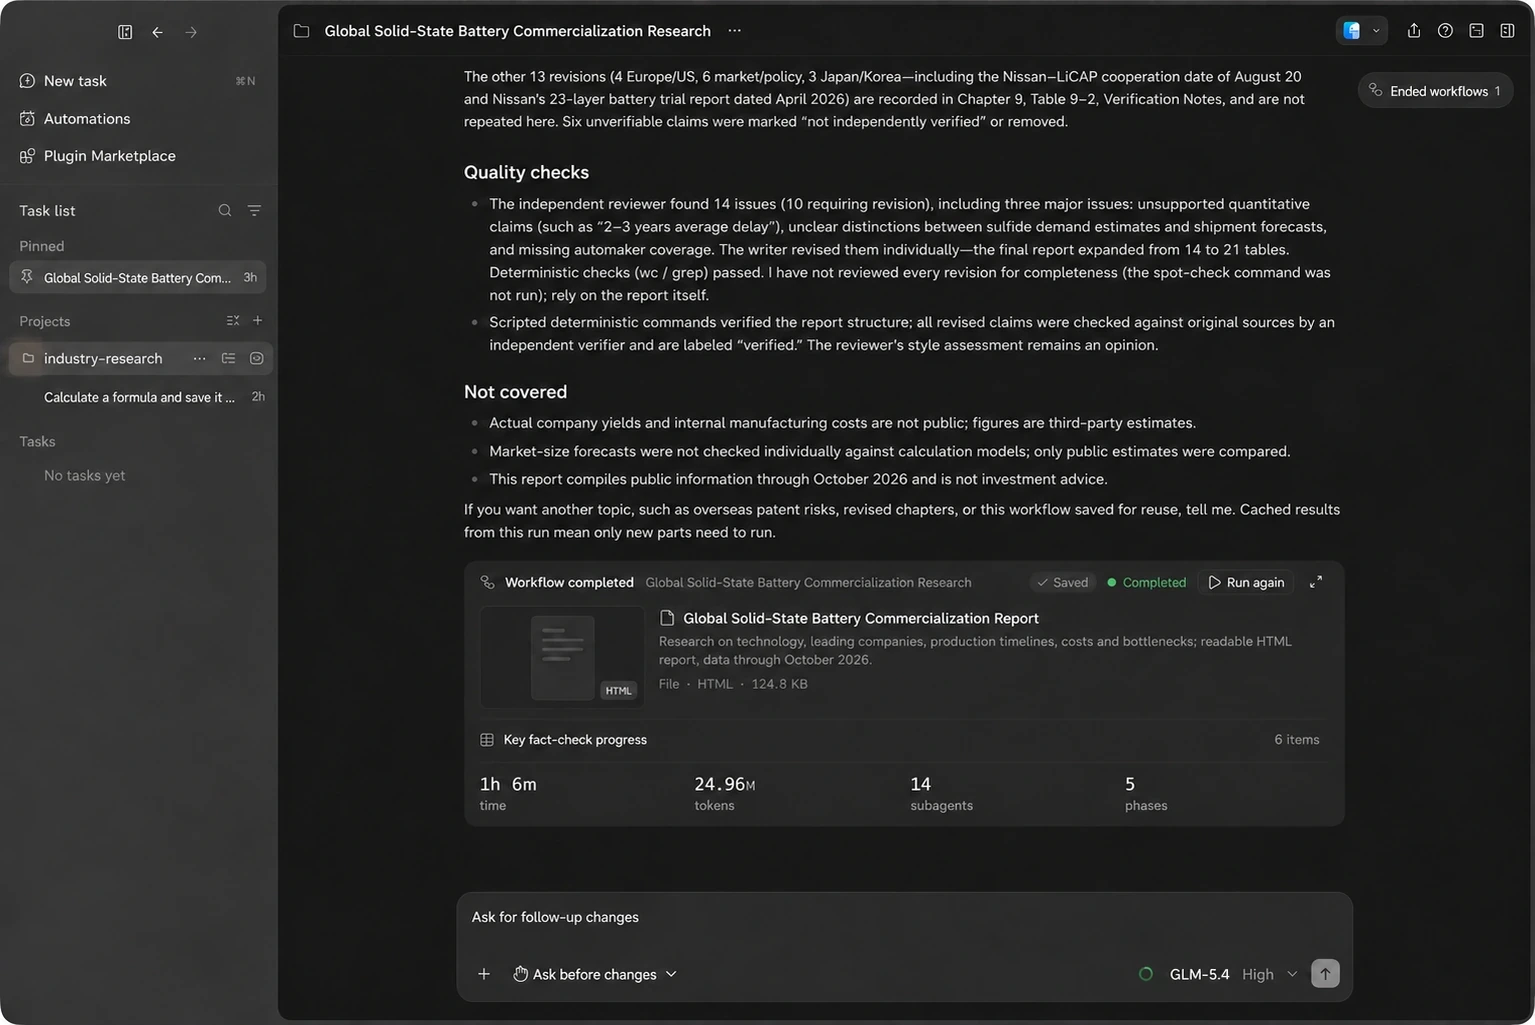 New task
⌘N
Automations
Plugin Marketplace
Task list
Pinned
Global Solid-State Battery Com...
3h
Projects
industry-research
Calculate a formula and save it ...
2h
Tasks
No tasks yet
Global Solid-State Battery Commercialization Research
Ended workflows 1
The other 13 revisions (4 Europe/US, 6 market/policy, 3 Japan/Korea—including the Nissan–LiCAP cooperation date of August 20
and Nissan's 23-layer battery trial report dated April 2026) are recorded in Chapter 9, Table 9–2, Verification Notes, and are not
repeated here. Six unverifiable claims were marked “not independently verified” or removed.
Quality checks
• The independent reviewer found 14 issues (10 requiring revision), including three major issues: unsupported quantitative
claims (such as “2–3 years average delay”), unclear distinctions between sulfide demand estimates and shipment forecasts,
and missing automaker coverage. The writer revised them individually—the final report expanded from 14 to 21 tables.
Deterministic checks (wc / grep) passed. I have not reviewed every revision for completeness (the spot-check command was
not run); rely on the report itself.
• Scripted deterministic commands verified the report structure; all revised claims were checked against original sources by an
independent verifier and are labeled “verified.” The reviewer's style assessment remains an opinion.
Not covered
• Actual company yields and internal manufacturing costs are not public; figures are third-party estimates.
• Market-size forecasts were not checked individually against calculation models; only public estimates were compared.
• This report compiles public information through October 2026 and is not investment advice.
If you want another topic, such as overseas patent risks, revised chapters, or this workflow saved for reuse, tell me. Cached results
from this run mean only new parts need to run.
Workflow completed Global Solid-State Battery Commercialization Research
Saved
Completed
Run again
HTML
Global Solid-State Battery Commercialization Report
Research on technology, leading companies, production timelines, costs and bottlenecks; readable HTML
report, data through October 2026.
File · HTML · 124.8 KB
Key fact-check progress
6 items
1h 6m
time
24.96M
tokens
14
subagents
5
phases
Ask for follow-up changes
Ask before changes
GLM-5.4 High